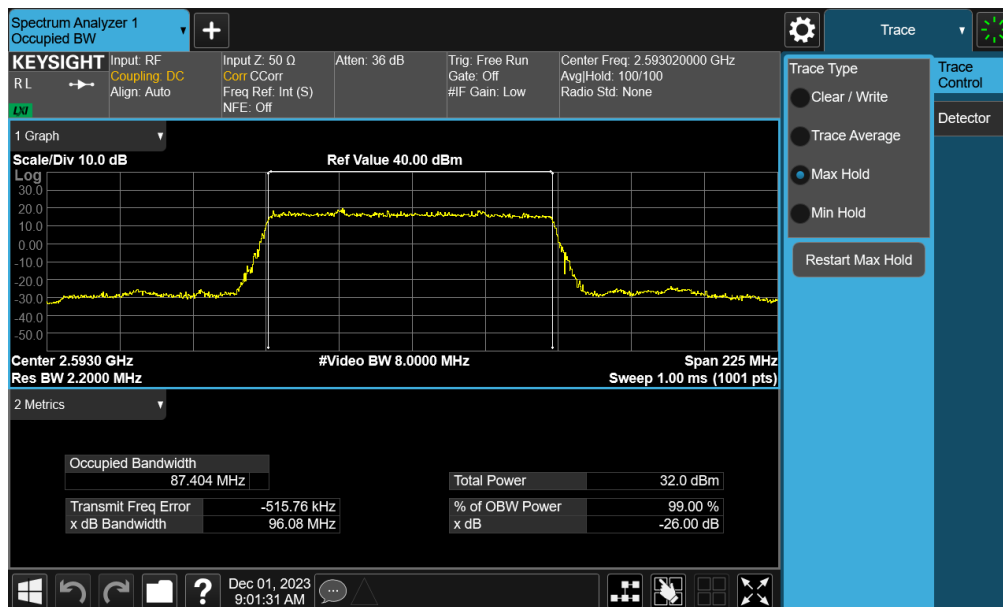 Spectrum Analyzer 1
Occupied BW
+
Trace
KEYSIGHT
R L
LXI
Input: RF
Coupling: DC
Align: Auto
Input Z: 50 Ω
Corr CCorr
Freq Ref: Int (S)
NFE: Off
Atten: 36 dB
Trig: Free Run
Gate: Off
#IF Gain: Low
Center Freq: 2.593020000 GHz
Avg|Hold: 100/100
Radio Std: None
Trace Type
Clear / Write
Trace Average
Max Hold
Min Hold
Restart Max Hold
Trace
Control
Detector
1 Graph
Scale/Div 10.0 dB
Ref Value 40.00 dBm
Log
30.0
20.0
10.0
0.00
-10.0
-20.0
-30.0
-40.0
-50.0
Center 2.5930 GHz
#Video BW 8.0000 MHz
Span 225 MHz
Res BW 2.2000 MHz
Sweep 1.00 ms (1001 pts)
2 Metrics
Occupied Bandwidth
87.404 MHz
Total Power 32.0 dBm
Transmit Freq Error -515.76 kHz
% of OBW Power 99.00 %
x dB Bandwidth 96.08 MHz
x dB -26.00 dB
?
Dec 01, 2023
9:01:31 AM